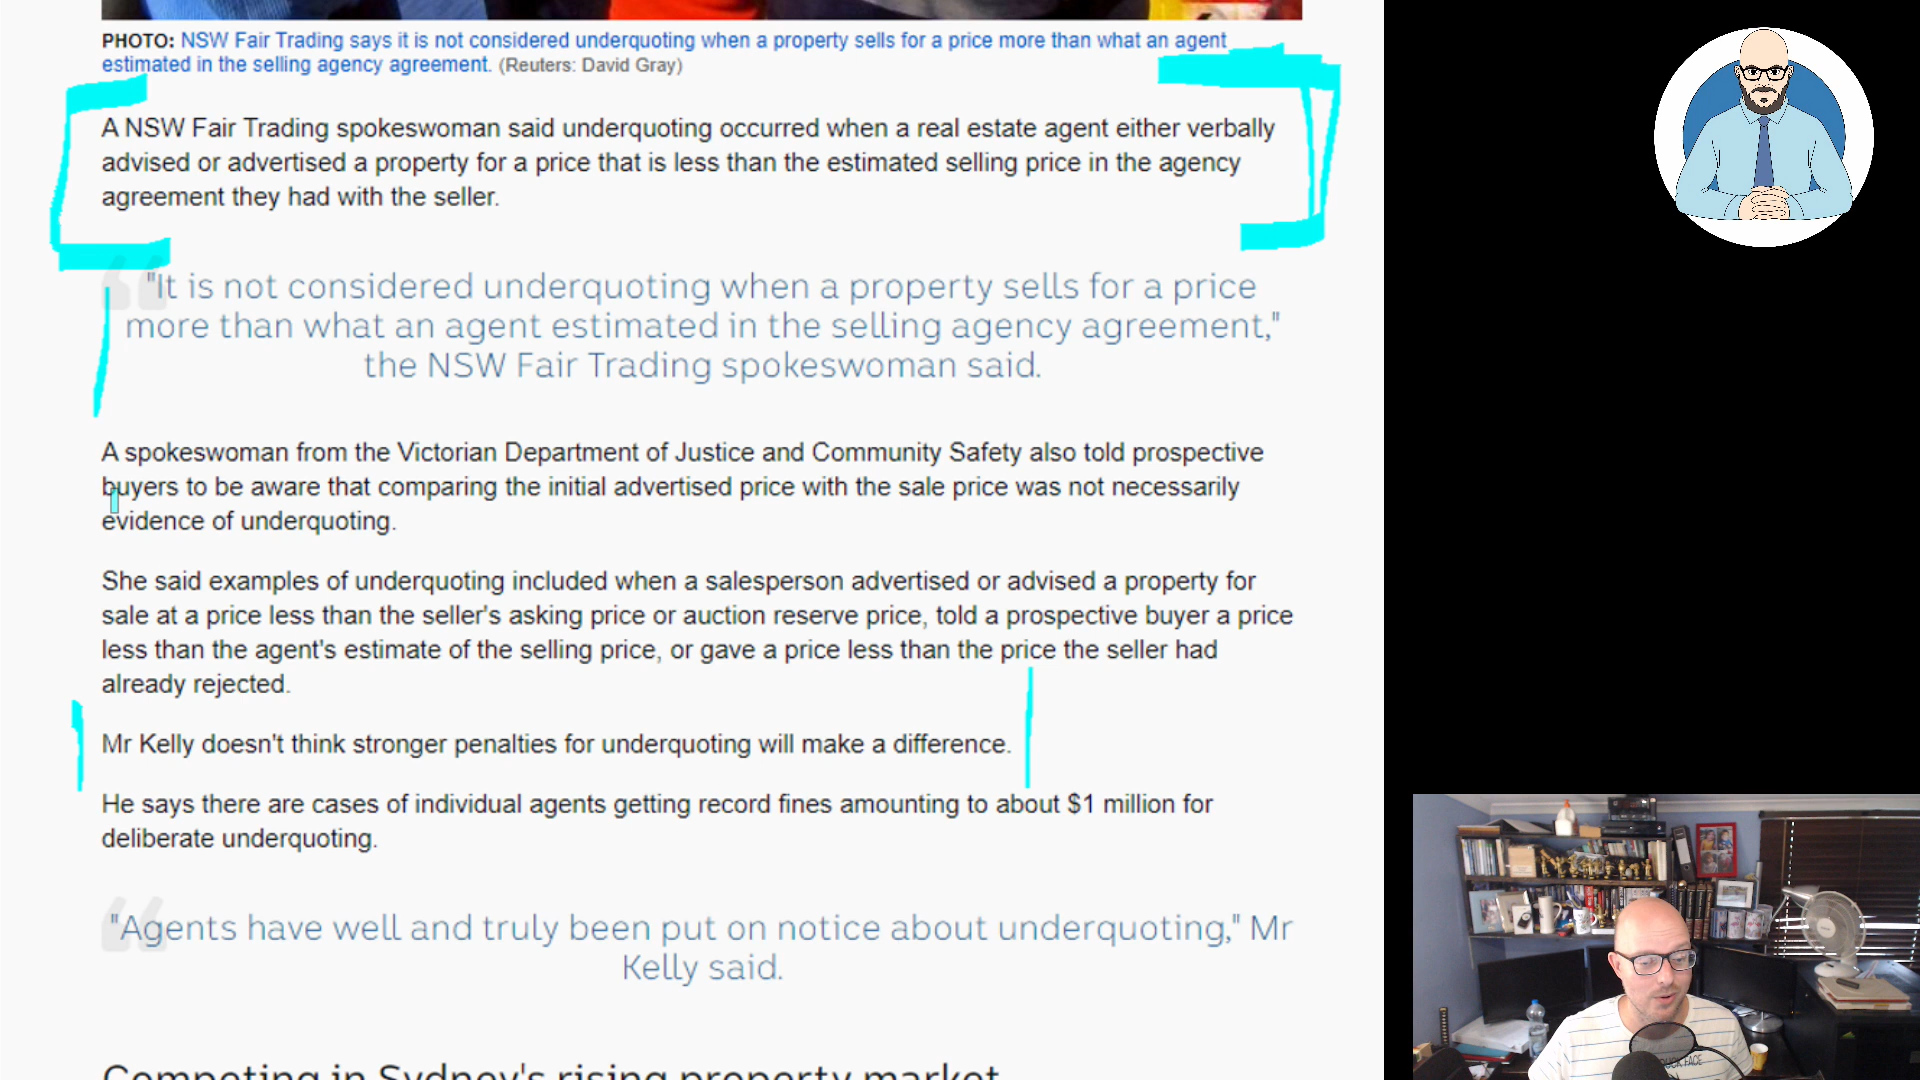 PHOTO: NSW Fair Trading says it is not considered underquoting when a property sells for a price more than what an agent
estimated in the selling agency agreement. (Reuters: David Gray)
A NSW Fair Trading spokeswoman said underquoting occurred when a real estate agent either verbally
advised or advertised a property for a price that is less than the estimated selling price in the agency
agreement they had with the seller.
"It is not considered underquoting when a property sells for a price
more than what an agent estimated in the selling agency agreement,"
the NSW Fair Trading spokeswoman said.
A spokeswoman from the Victorian Department of Justice and Community Safety also told prospective
buyers to be aware that comparing the initial advertised price with the sale price was not necessarily
evidence of underquoting.
She said examples of underquoting included when a salesperson advertised or advised a property for
sale at a price less than the seller's asking price or auction reserve price, told a prospective buyer a price
less than the agent's estimate of the selling price, or gave a price less than the price the seller had
already rejected.
Mr Kelly doesn't think stronger penalties for underquoting will make a difference.
He says there are cases of individual agents getting record fines amounting to about $1 million for
deliberate underquoting.
"Agents have well and truly been put on notice about underquoting," Mr
Kelly said.
Competing in Sydney's rising property market